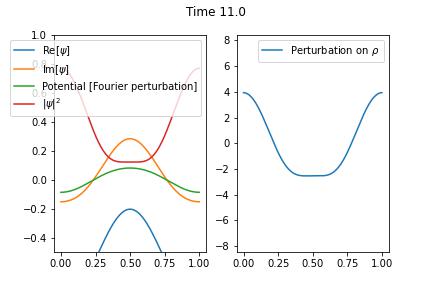 Time 11.0
Re[ψ]
Im[ψ]
Potential [Fourier perturbation]
|ψ|²
1.0
0.8
0.6
0.4
0.2
0.0
−0.2
−0.4
0.00 0.25 0.50 0.75 1.00
Perturbation on ρ
8
6
4
2
0
−2
−4
−6
−8
0.00 0.25 0.50 0.75 1.00